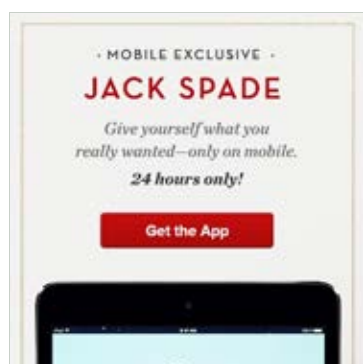 · MOBILE EXCLUSIVE ·
JACK SPADE
Give yourself what you
really wanted—only on mobile.
24 hours only!
Get the App